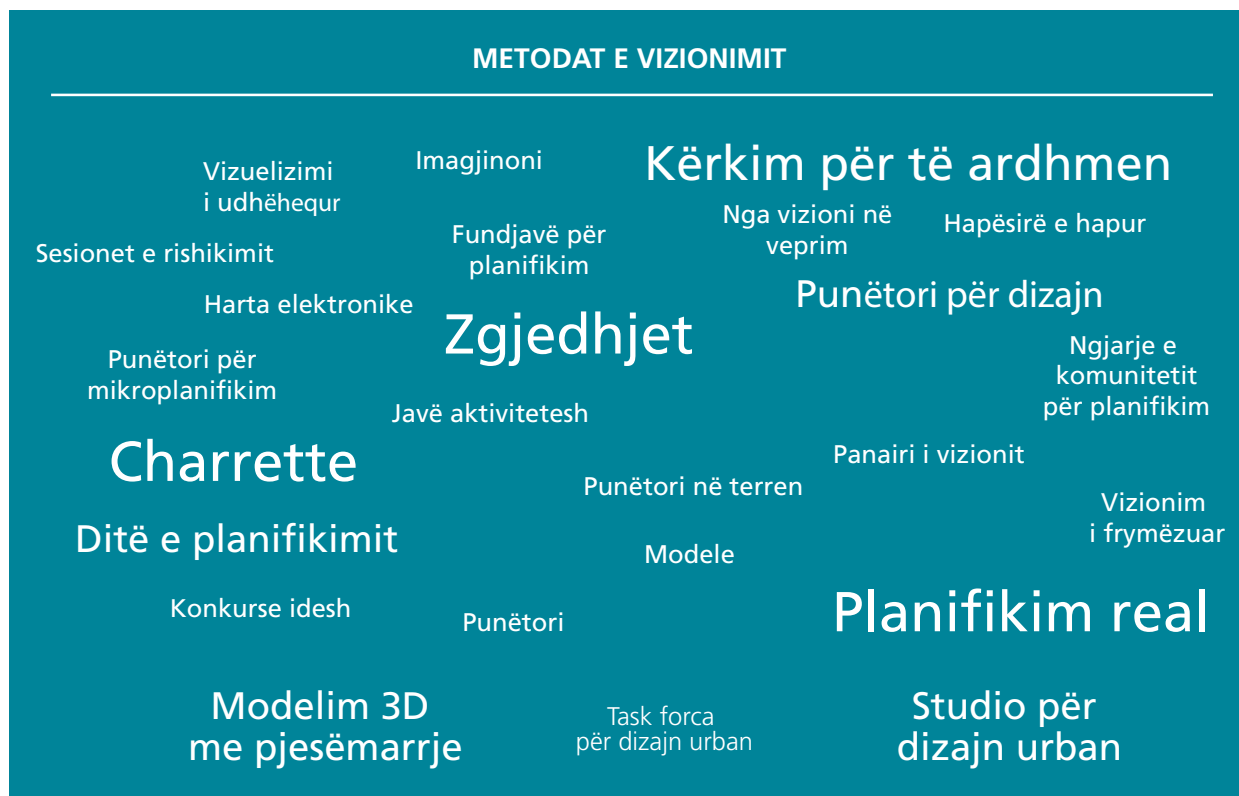 METODAT E VIZIONIMIT
Vizuelizimi
i udhëhequr
Imagjinoni
Kërkim për të ardhmen
Sesionet e rishikimit
Fundjavë për
planifikim
Nga vizioni në
veprim
Hapësirë e hapur
Harta elektronike
Zgjedhjet
Punëtori për dizajn
Punëtori për
mikroplanifikim
Javë aktivitetesh
Ngjarje e
komunitetit
për planifikim
Charrette
Punëtori në terren
Panairi i vizionit
Ditë e planifikimit
Modele
Vizionim
i frymëzuar
Konkurse idesh
Punëtori
Planifikim real
Modelim 3D
me pjesëmarrje
Task forca
për dizajn urban
Studio për
dizajn urban